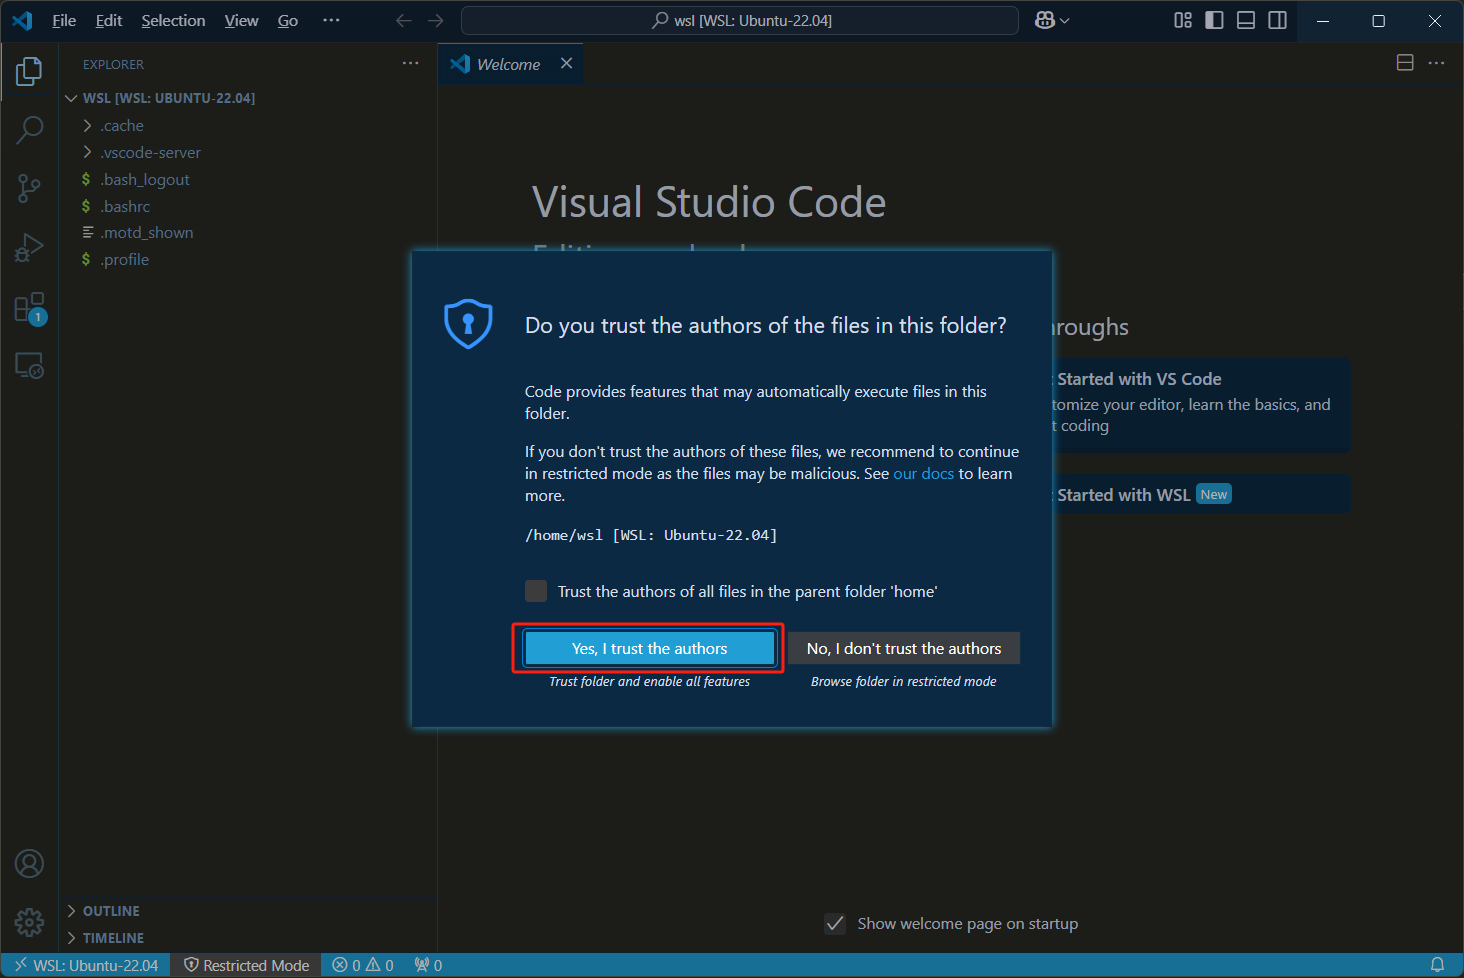 File Edit Selection View Go ···
wsl [WSL: Ubuntu-22.04]
EXPLORER
Welcome
WSL [WSL: UBUNTU-22.04]
.cache
.vscode-server
$ .bash_logout
$ .bashrc
.motd_shown
$ .profile
1
Visual Studio Code
Do you trust the authors of the files in this folder?
Code provides features that may automatically execute files in this
folder.
If you don't trust the authors of these files, we recommend to continue
in restricted mode as the files may be malicious. See our docs to learn
more.
/home/wsl [WSL: Ubuntu-22.04]
Trust the authors of all files in the parent folder 'home'
Yes, I trust the authors
No, I don't trust the authors
Trust folder and enable all features
Browse folder in restricted mode
roughs
Started with VS Code
tomize your editor, learn the basics, and
t coding
Started with WSL New
OUTLINE
TIMELINE
Show welcome page on startup
WSL: Ubuntu-22.04 Restricted Mode 0 0 0